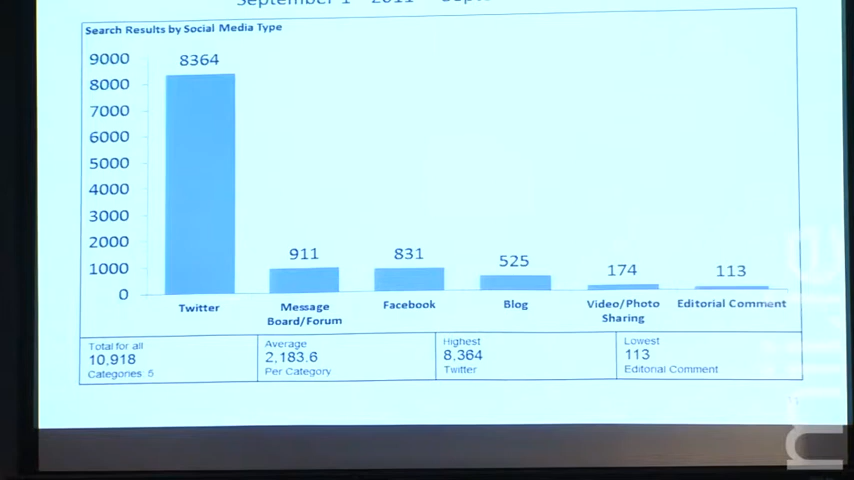 Search Results by Social Media Type
9000
8000
7000
6000
5000
4000
3000
2000
1000
0
8364
911
831
525
174
113
Twitter
Message
Board/Forum
Facebook
Blog
Video/Photo
Sharing
Editorial Comment
Total for all
10,918
Categories 5
Average
2,183.6
Per Category
Highest
8,364
Twitter
Lowest
113
Editorial Comment